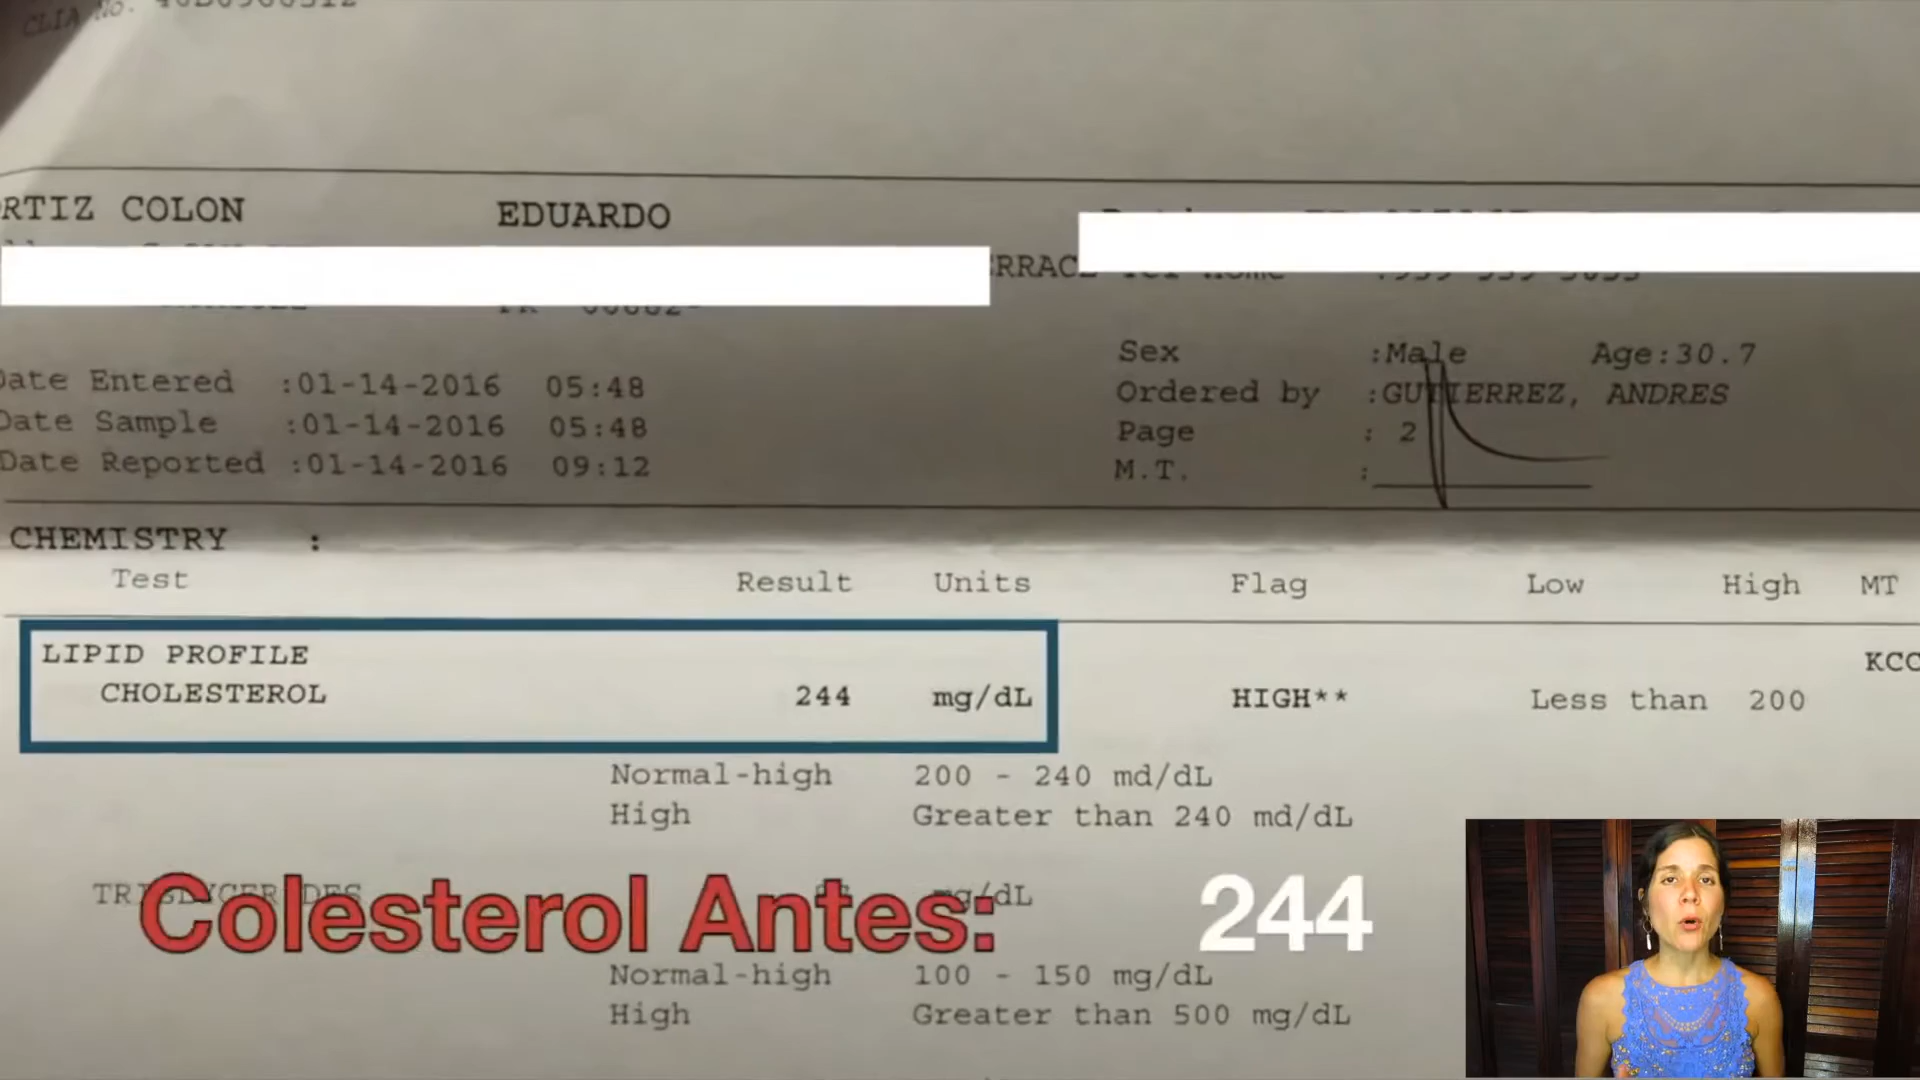 CLIA No.
RTIZ COLON EDUARDO
Date Entered :01-14-2016 05:48
Date Sample :01-14-2016 05:48
Date Reported :01-14-2016 09:12
Sex :Male Age:30.7
Ordered by :GUTIERREZ, ANDRES
Page : 2
M.T. :
CHEMISTRY :
Test Result Units Flag Low High MT
LIPID PROFILE KCC
CHOLESTEROL 244 mg/dL HIGH** Less than 200
Normal-high 200 - 240 md/dL
High Greater than 240 md/dL
TRIGLYCERIDES mg/dL
Colesterol Antes: 244
Normal-high 100 - 150 mg/dL
High Greater than 500 mg/dL